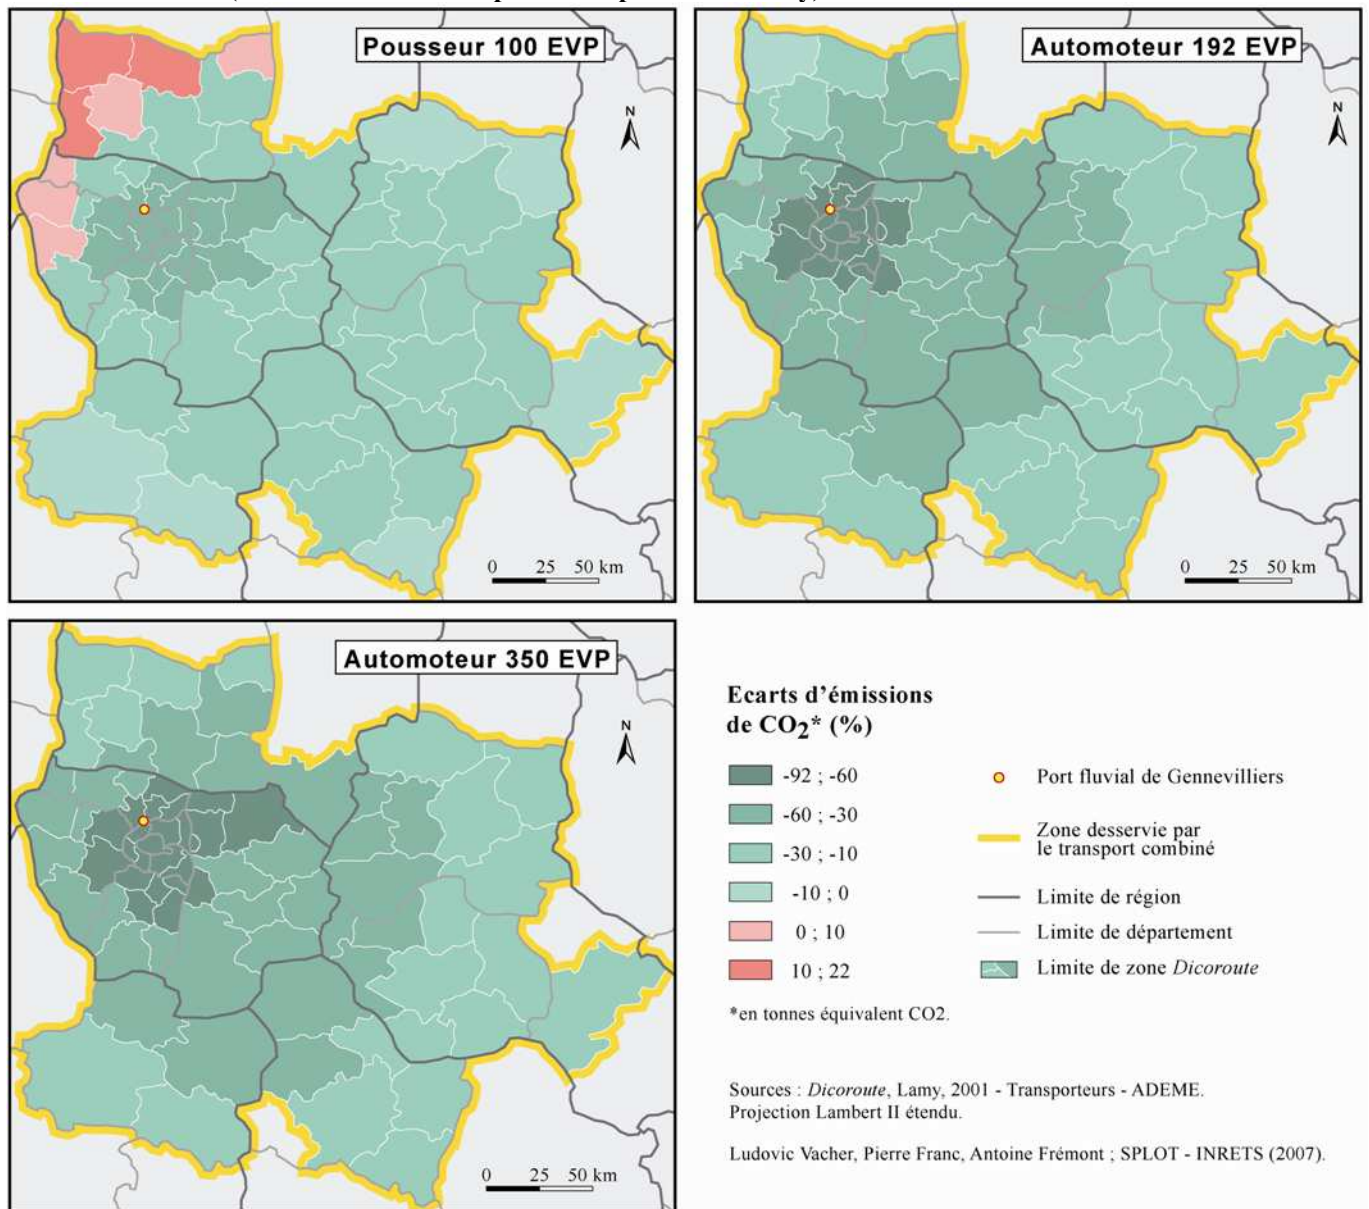 Pousseur 100 EVP
N
0 25 50 km
Automoteur 192 EVP
N
0 25 50 km
Automoteur 350 EVP
N
0 25 50 km
Ecarts d'émissions
de CO2* (%)
-92 ; -60
-60 ; -30
-30 ; -10
-10 ; 0
0 ; 10
10 ; 22
*en tonnes équivalent CO2.
Port fluvial de Gennevilliers
Zone desservie par
le transport combiné
Limite de région
Limite de département
Limite de zone Dicoroute
Sources : Dicoroute, Lamy, 2001 - Transporteurs - ADEME.
Projection Lambert II étendu.
Ludovic Vacher, Pierre Franc, Antoine Frémont ; SPLOT - INRETS (2007).